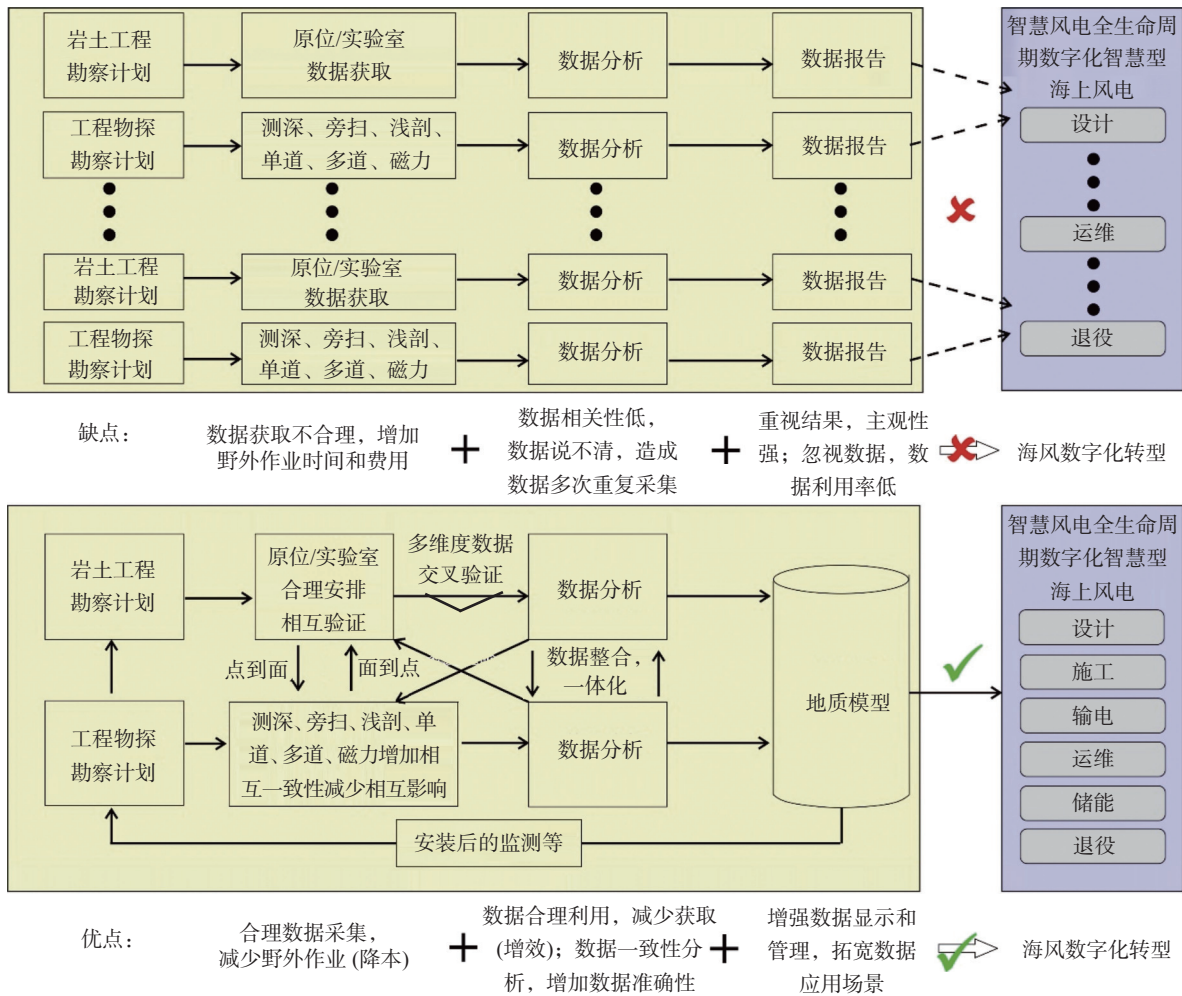 岩土工程
勘察计划
原位/实验室
数据获取
数据分析
数据报告
工程物探
勘察计划
测深、旁扫、浅剖、
单道、多道、磁力
数据分析
数据报告
岩土工程
勘察计划
原位/实验室
数据获取
数据分析
数据报告
工程物探
勘察计划
测深、旁扫、浅剖、
单道、多道、磁力
数据分析
数据报告
智慧风电全生命周
期数字化智慧型
海上风电
设计
运维
退役
缺点：
数据获取不合理，增加
野外作业时间和费用
+
数据相关性低，
数据说不清，造成
数据多次重复采集
+
重视结果，主观性
强；忽视数据，数
据利用率低
海风数字化转型
岩土工程
勘察计划
原位/实验室
合理安排
相互验证
多维度数据
交叉验证
数据分析
点到面
面到点
数据整合，
一体化
工程物探
勘察计划
测深、旁扫、浅剖、单
道、多道、磁力增加相
互一致性减少相互影响
数据分析
地质模型
安装后的监测等
智慧风电全生命周
期数字化智慧型
海上风电
设计
施工
输电
运维
储能
退役
优点：
合理数据采集，
减少野外作业 (降本)
+
数据合理利用，减少获取
(增效)；数据一致性分
析，增加数据准确性
+
增强数据显示和
管理，拓宽数据
应用场景
海风数字化转型